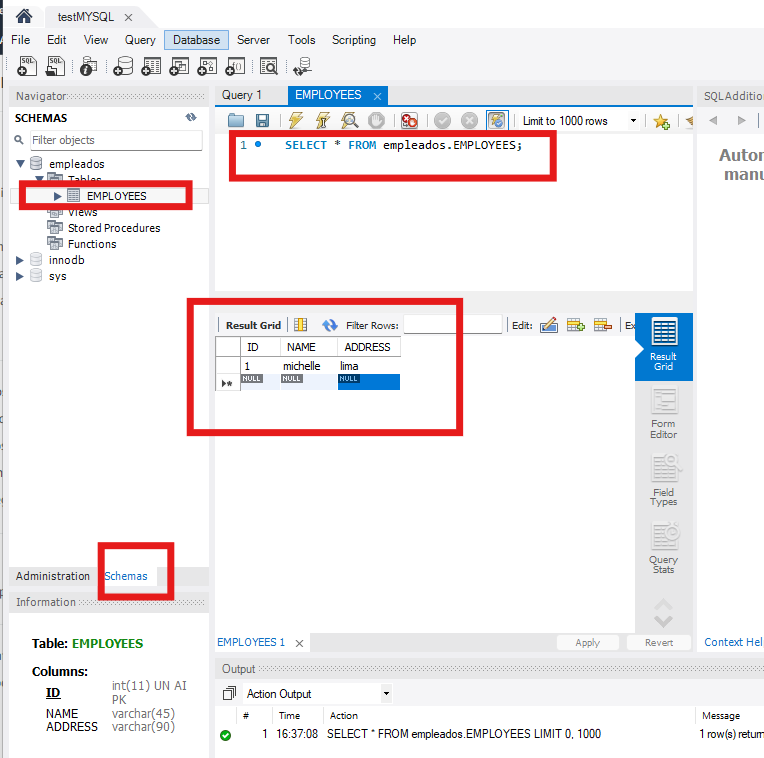 testMYSQL
File Edit View Query Database Server Tools Scripting Help
Navigator
SCHEMAS
Filter objects
empleados
Tables
EMPLOYEES
Views
Stored Procedures
Functions
innodb
sys
Administration Schemas
Information
Table: EMPLOYEES
Columns:
ID int(11) UN AI
PK
NAME varchar(45)
ADDRESS varchar(90)
Query 1 EMPLOYEES
Limit to 1000 rows
1 SELECT * FROM empleados.EMPLOYEES;
Result Grid Filter Rows: Edit: Ex
ID NAME ADDRESS
1 michelle lima
NULL NULL NULL
Result
Grid
Form
Editor
Field
Types
Query
Stats
EMPLOYEES 1 Apply Revert
Output
Action Output
# Time Action Message
1 16:37:08 SELECT * FROM empleados.EMPLOYEES LIMIT 0, 1000 1 row(s) return
SQLAddition
Autor
manu
Context Hel